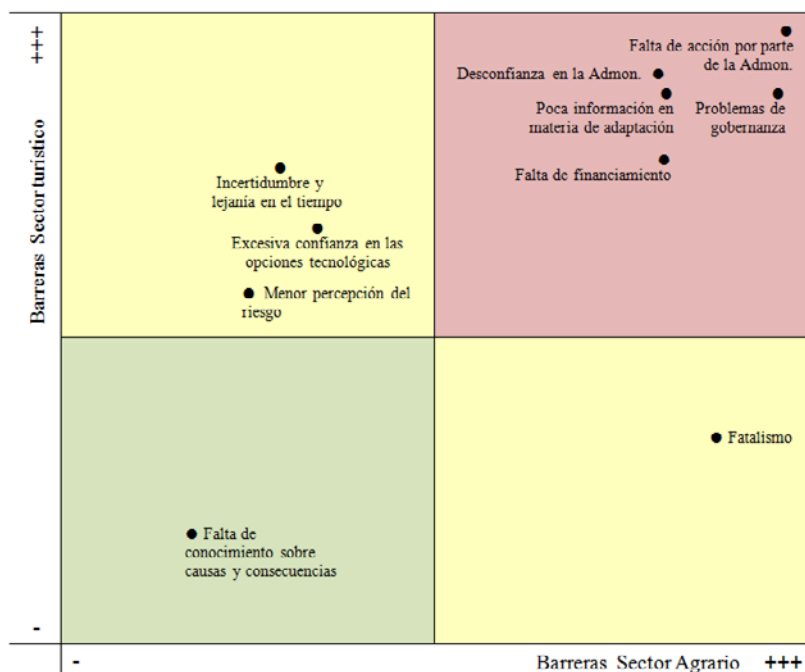 +++
Barreras Sector turístico
-
Falta de acción por parte
de la Admon.
Desconfianza en la Admon.
Poca información en
materia de adaptación
Problemas de
gobernanza
Falta de financiamiento
Incertidumbre y
lejanía en el tiempo
Excesiva confianza en las
opciones tecnológicas
Menor percepción del
riesgo
Fatalismo
Falta de
conocimiento sobre
causas y consecuencias
-
Barreras Sector Agrario +++